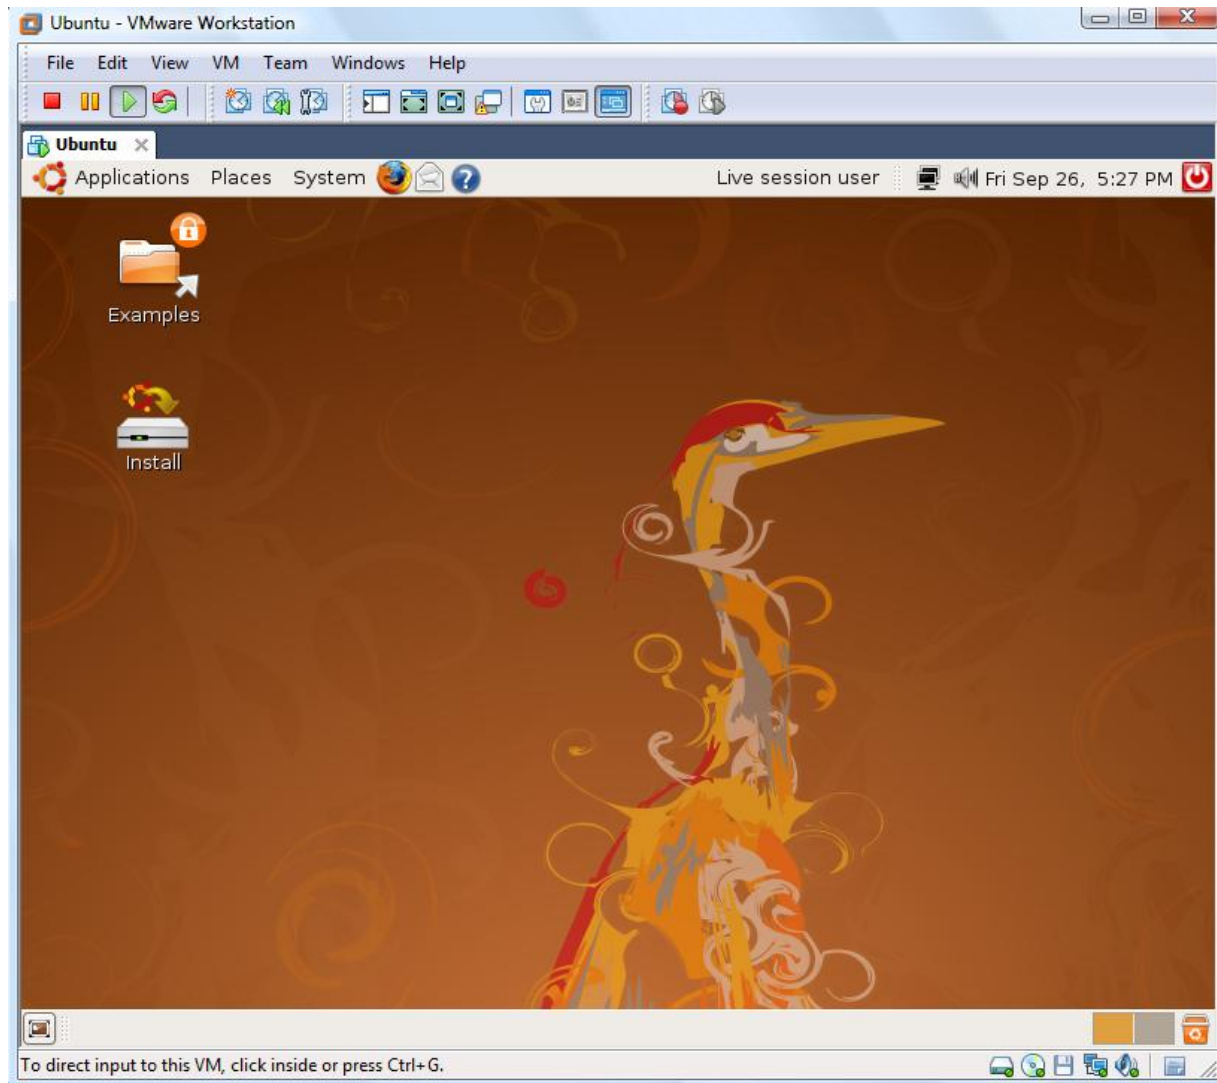 Ubuntu - VMware Workstation
File Edit View VM Team Windows Help
Ubuntu
Applications Places System Live session user Fri Sep 26, 5:27 PM
Examples
Install
To direct input to this VM, click inside or press Ctrl+G.